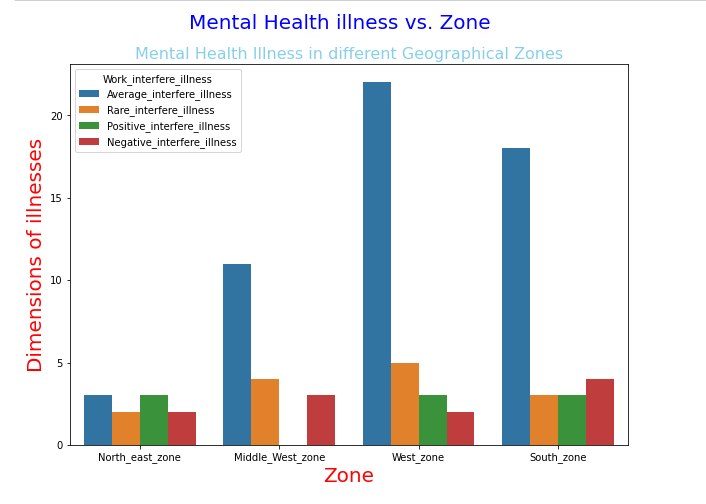 Mental Health illness vs. Zone
Mental Health Illness in different Geographical Zones
Work_interfere_illness
Average_interfere_illness
Rare_interfere_illness
Positive_interfere_illness
Negative_interfere_illness
Dimensions of illnesses
20
15
10
5
0
North_east_zone Middle_West_zone West_zone South_zone
Zone